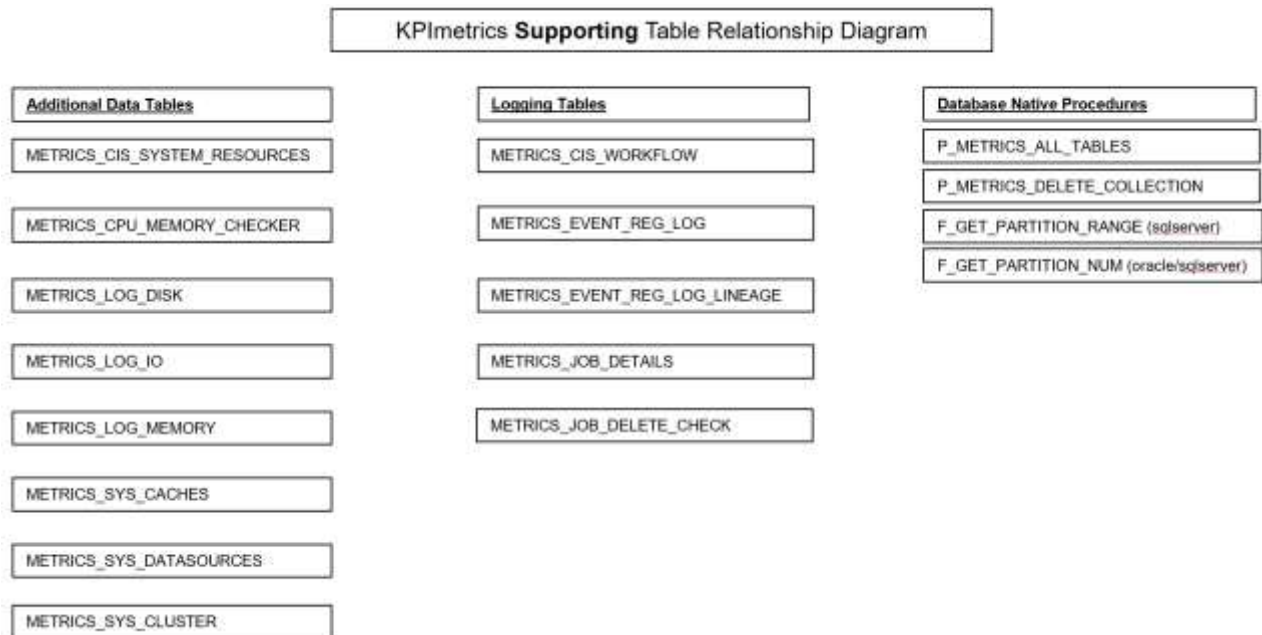 KPImetrics Supporting Table Relationship Diagram
Additional Data Tables
METRICS_CIS_SYSTEM_RESOURCES
METRICS_CPU_MEMORY_CHECKER
METRICS_LOG_DISK
METRICS_LOG_IO
METRICS_LOG_MEMORY
METRICS_SYS_CACHES
METRICS_SYS_DATASOURCES
METRICS_SYS_CLUSTER
Logging Tables
METRICS_CIS_WORKFLOW
METRICS_EVENT_REG_LOG
METRICS_EVENT_REG_LOG_LINEAGE
METRICS_JOB_DETAILS
METRICS_JOB_DELETE_CHECK
Database Native Procedures
P_METRICS_ALL_TABLES
P_METRICS_DELETE_COLLECTION
F_GET_PARTITION_RANGE (sqlserver)
F_GET_PARTITION_NUM (oracle/sqlserver)